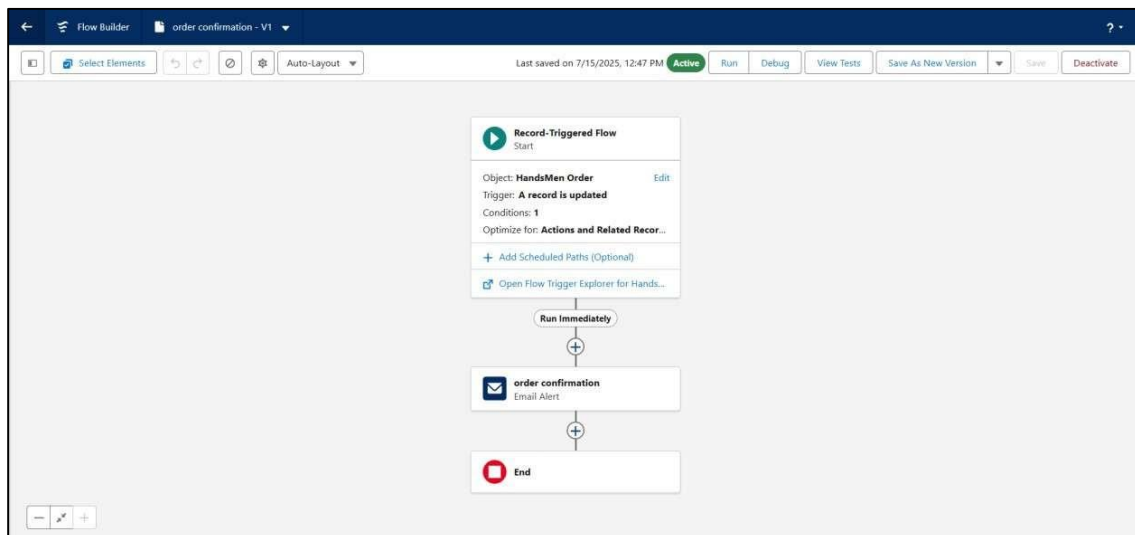 Flow Builder order confirmation - V1 ?
Select Elements Auto-Layout Last saved on 7/15/2025, 12:47 PM Active Run Debug View Tests Save As New Version Save Deactivate
Record-Triggered Flow
Start
Object: HandsMen Order Edit
Trigger: A record is updated
Conditions: 1
Optimize for: Actions and Related Recor...
+ Add Scheduled Paths (Optional)
Open Flow Trigger Explorer for Hands...
Run Immediately
order confirmation
Email Alert
End